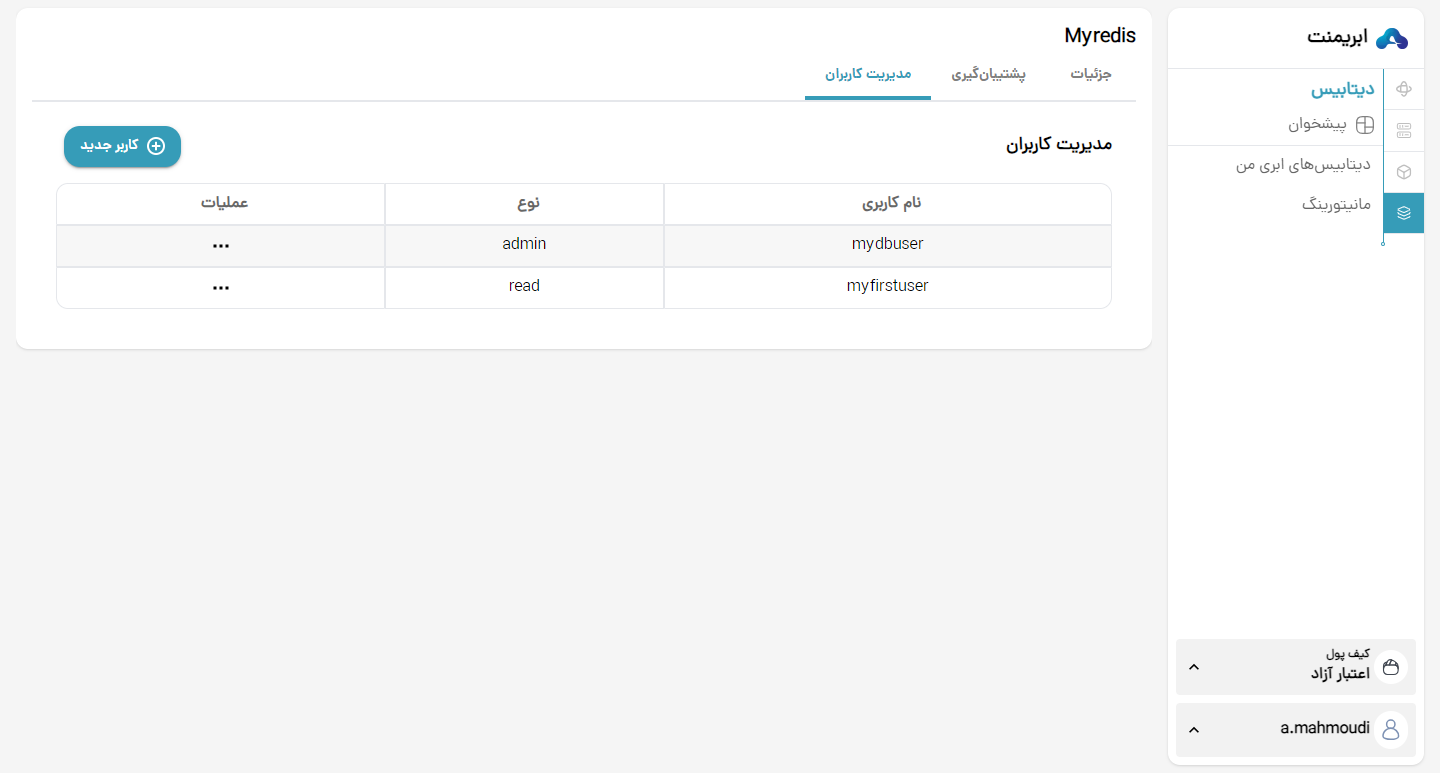 ابریمنت
دیتابیس
پیشخوان
دیتابیس‌های ابری من
مانیتورینگ
کیف پول
اعتبار آزاد
a.mahmoudi
Myredis
جزئیات پشتیبان‌گیری مدیریت کاربران
مدیریت کاربران
کاربر جدید
نام کاربری نوع عملیات
mydbuser admin ...
myfirstuser read ...